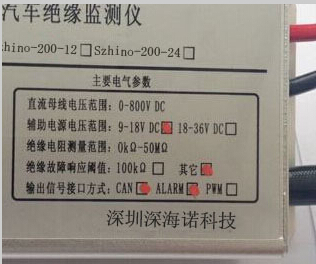 汽车绝缘监测仪
zhino-200-12□ Szhino-200-24□
主要电气参数
直流母线电压范围: 0-800V DC
辅助电源电压范围: 9-18V DC□ 18-36V DC□
绝缘电阻测量范围: 0kΩ-50MΩ
绝缘故障响应阈值: 100kΩ□ 其它□
输出信号接口方式: CAN□ ALARM□ PWM□
深圳深海诺科技